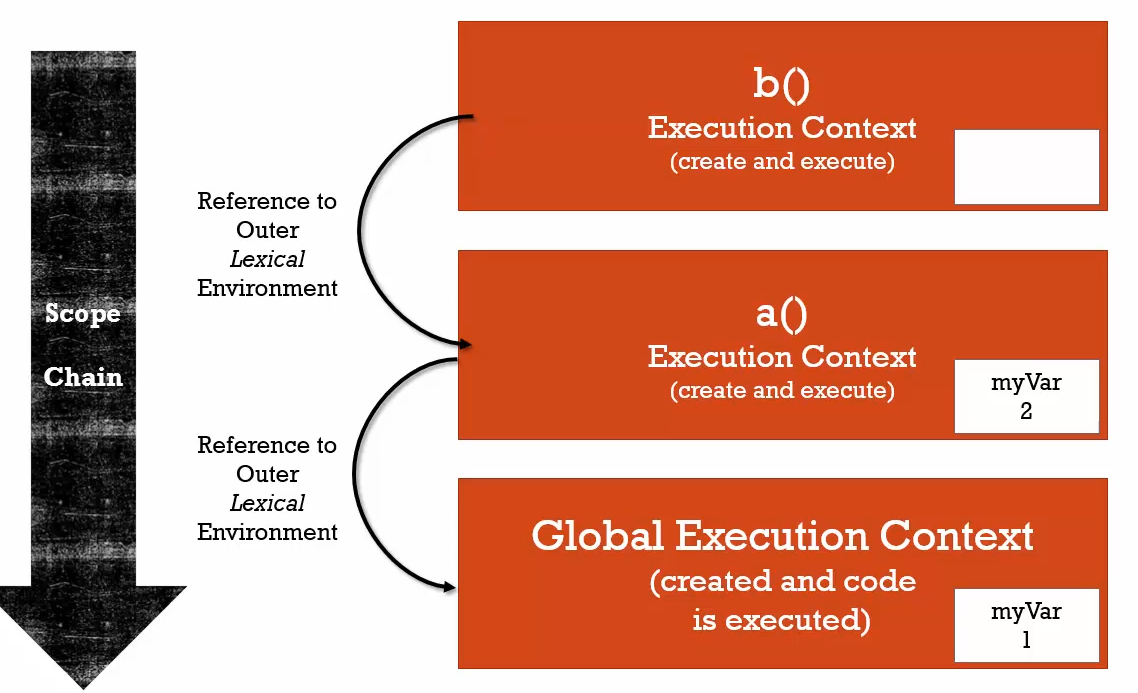 b()
Execution Context
(create and execute)
Reference to
Outer
Lexical
Environment
Scope
Chain
a()
Execution Context
(create and execute)
myVar
2
Reference to
Outer
Lexical
Environment
Global Execution Context
(created and code
is executed)
myVar
1